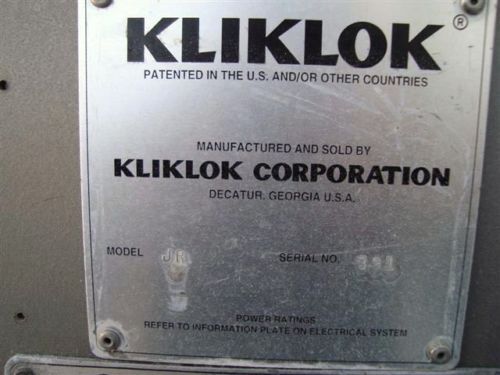 KLIKLOK®
PATENTED IN THE U.S. AND/OR OTHER COUNTRIES
MANUFACTURED AND SOLD BY
KLIKLOK CORPORATION
DECATUR, GEORGIA U.S.A.
MODEL JR SERIAL NO.
POWER RATINGS
REFER TO INFORMATION PLATE ON ELECTRICAL SYSTEM